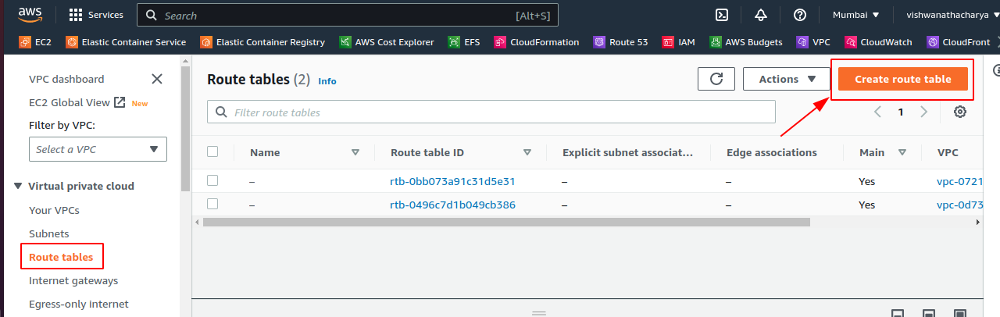 aws Services Search [Alt+S] Mumbai vishwanathacharya
EC2 Elastic Container Service Elastic Container Registry AWS Cost Explorer EFS CloudFormation Route 53 IAM AWS Budgets VPC CloudWatch CloudFront
VPC dashboard
EC2 Global View New
Filter by VPC:
Select a VPC
Virtual private cloud
Your VPCs
Subnets
Route tables
Internet gateways
Egress-only internet
Route tables (2) Info Actions Create route table
Filter route tables 1
Name Route table ID Explicit subnet associat... Edge associations Main VPC
– rtb-0bb073a91c31d5e31 – – Yes vpc-0721
– rtb-0496c7d1b049cb386 – – Yes vpc-0d73